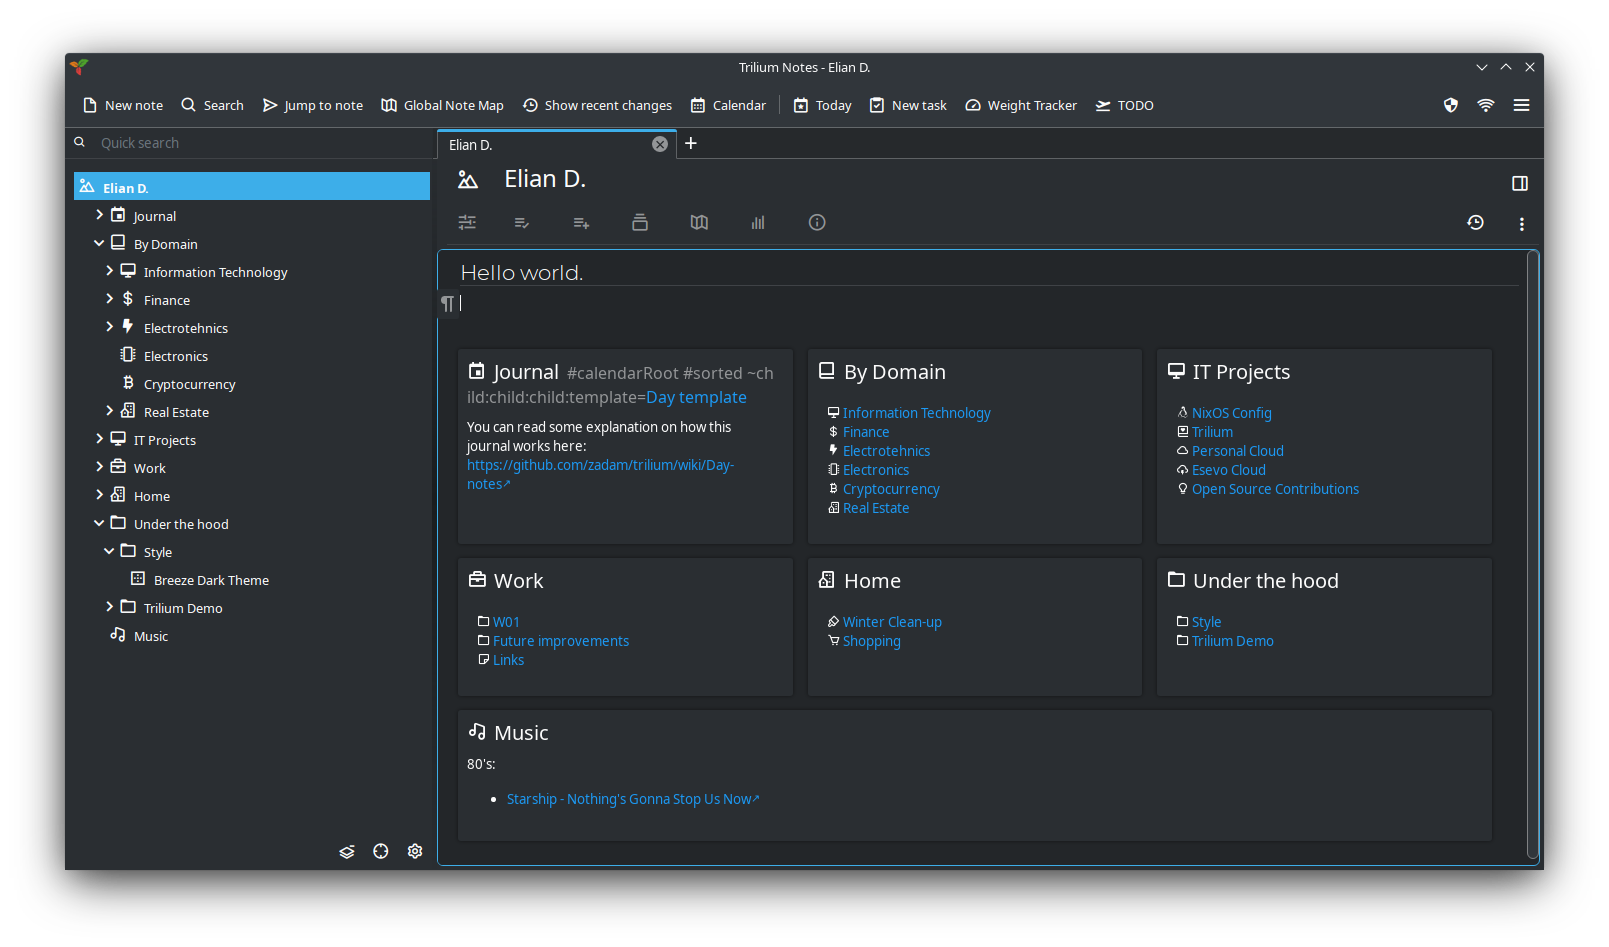 Trilium Notes - Elian D.
New note
Search
Jump to note
Global Note Map
Show recent changes
Calendar
Today
New task
Weight Tracker
TODO
Quick search
Elian D.
Journal
By Domain
Information Technology
Finance
Electrotehnics
Electronics
Cryptocurrency
Real Estate
IT Projects
Work
Home
Under the hood
Style
Breeze Dark Theme
Trilium Demo
Music
Elian D.
Elian D.
Hello world.
Journal #calendarRoot #sorted ~ch
ild:child:child:template=Day template
You can read some explanation on how this
journal works here:
https://github.com/zadam/trilium/wiki/Day-
notes
By Domain
Information Technology
Finance
Electrotehnics
Electronics
Cryptocurrency
Real Estate
IT Projects
NixOS Config
Trilium
Personal Cloud
Esevo Cloud
Open Source Contributions
Work
W01
Future improvements
Links
Home
Winter Clean-up
Shopping
Under the hood
Style
Trilium Demo
Music
80's:
Starship - Nothing's Gonna Stop Us Now